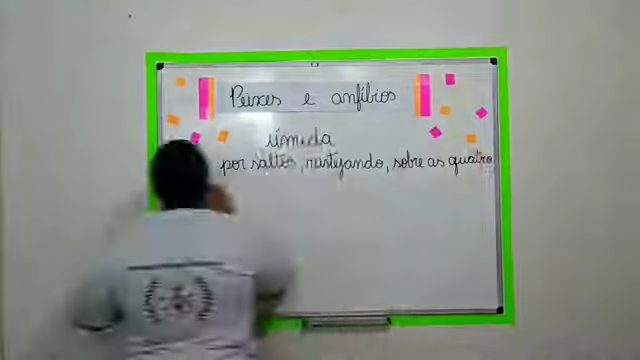 Peixes e anfíbios
úmida
por saltos, rastejando, sobre as quatro